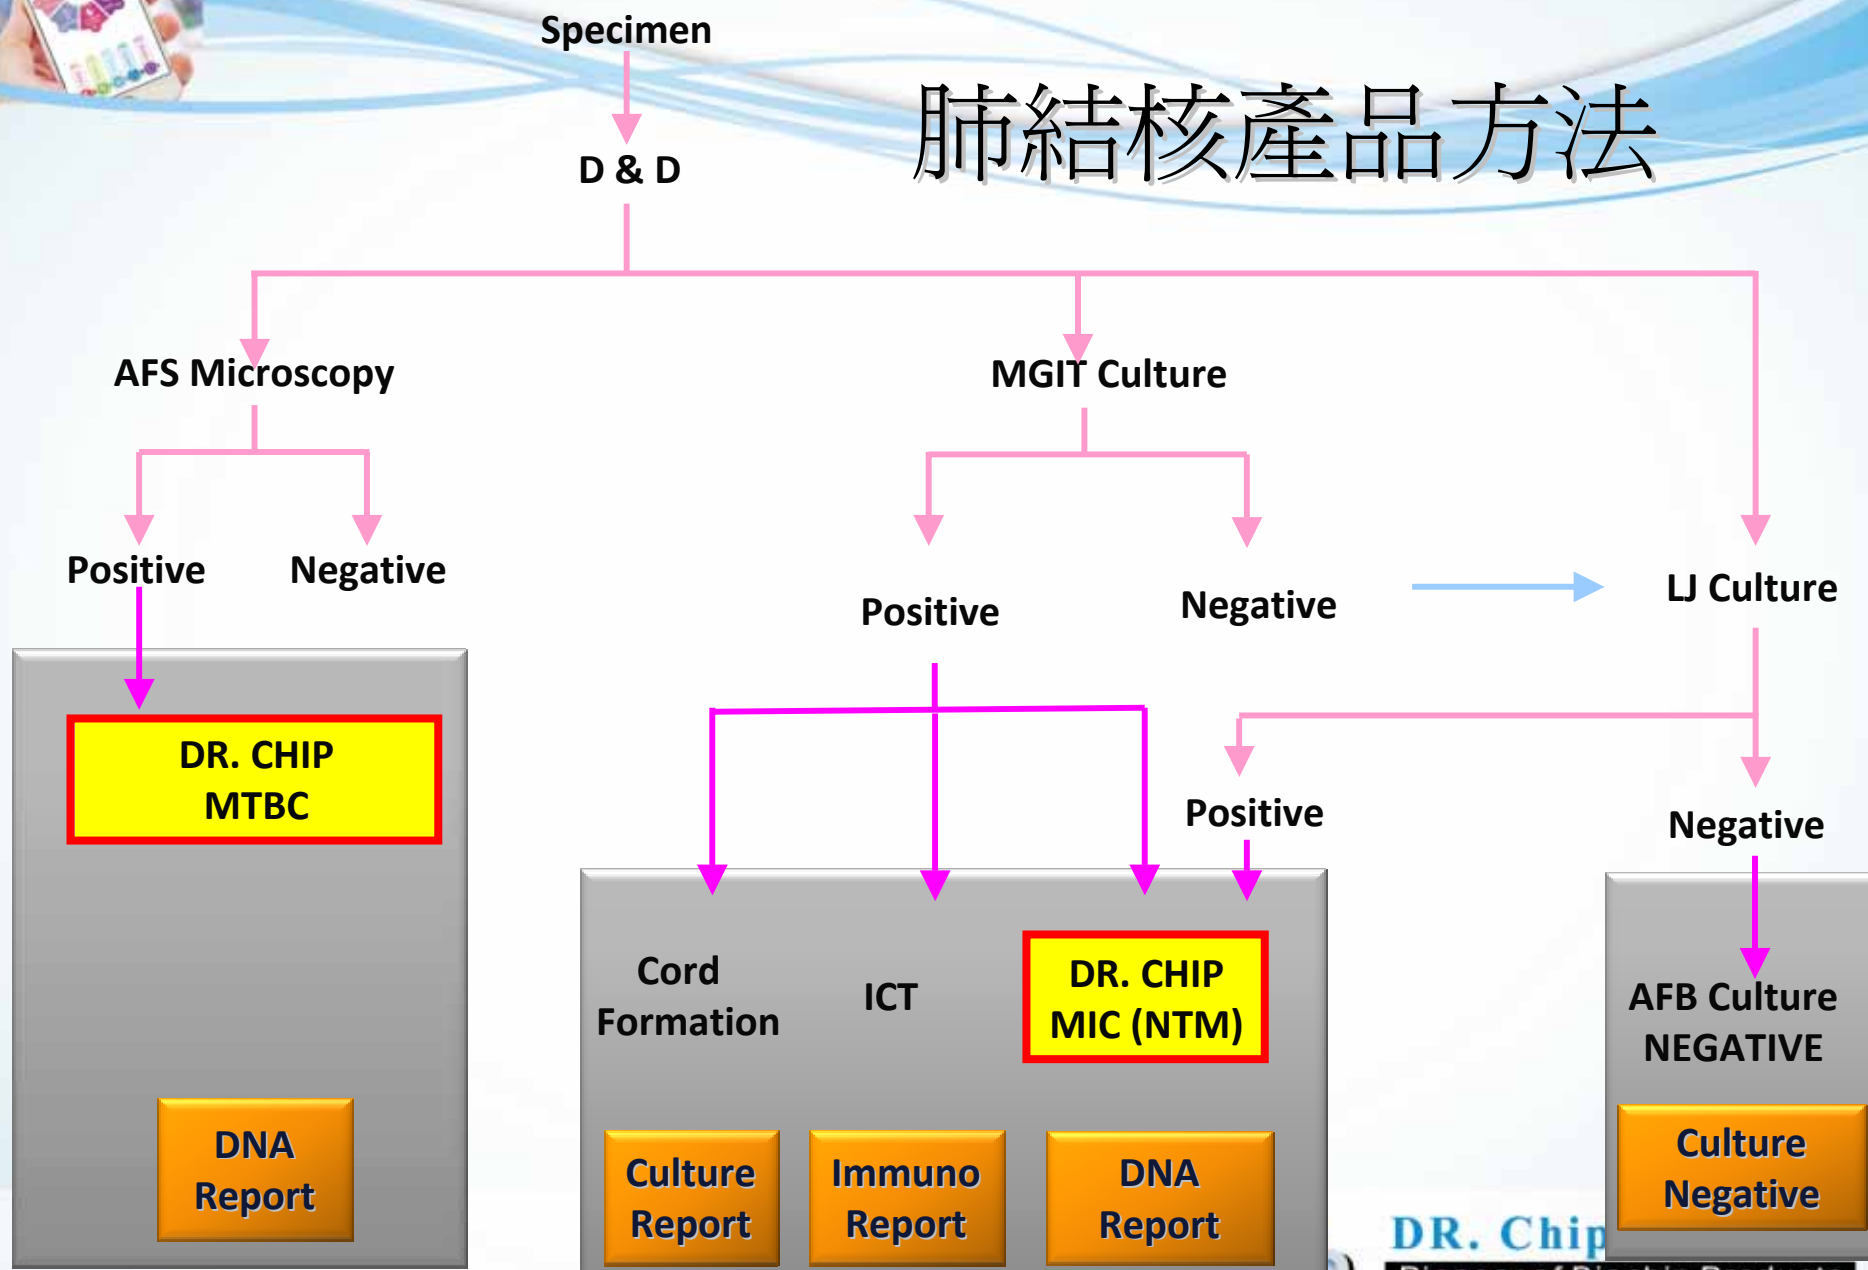 Specimen
肺結核產品方法
D & D
AFS Microscopy
MGIT Culture
Positive
Negative
Positive
Negative
LJ Culture
DR. CHIP
MTBC
Positive
Negative
Cord
Formation
ICT
DR. CHIP
MIC (NTM)
AFB Culture
NEGATIVE
DNA
Report
Culture
Report
Immuno
Report
DNA
Report
Culture
Negative
DR. Chip